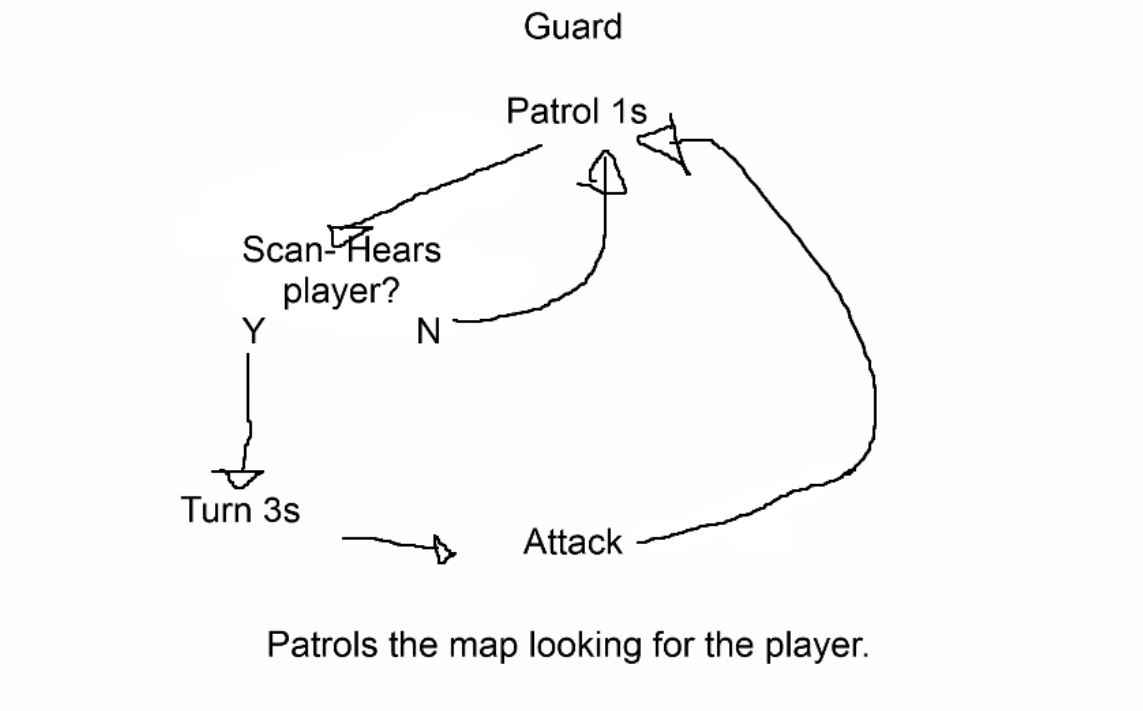 Guard
Patrol 1s
Scan- Hears
player?
Y N
Turn 3s
Attack
Patrols the map looking for the player.